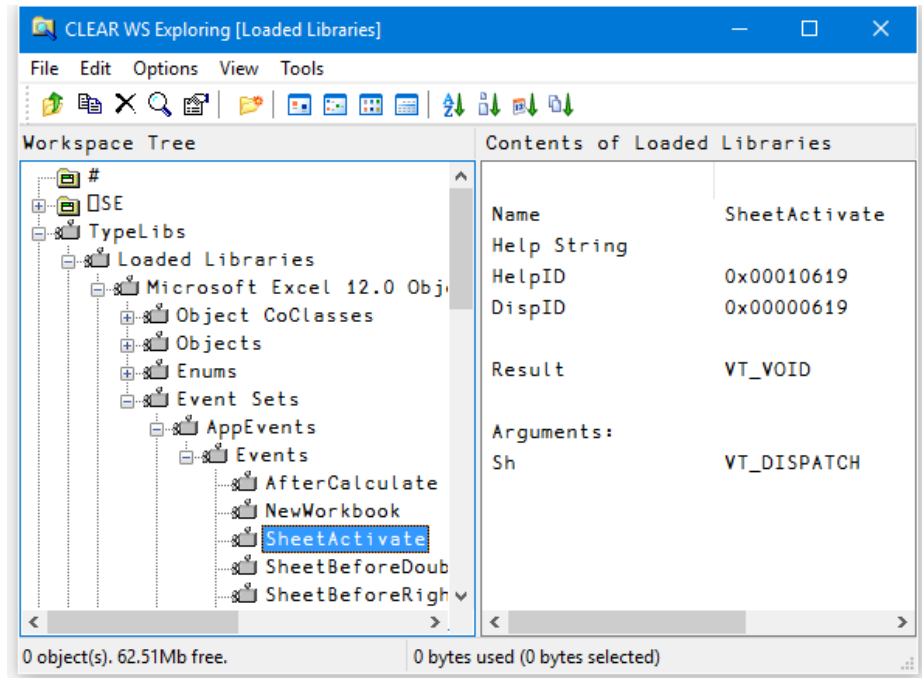 CLEAR WS Exploring [Loaded Libraries]
File Edit Options View Tools
Workspace Tree
#
⎕SE
TypeLibs
Loaded Libraries
Microsoft Excel 12.0 Obj
Object CoClasses
Objects
Enums
Event Sets
AppEvents
Events
AfterCalculate
NewWorkbook
SheetActivate
SheetBeforeDoub
SheetBeforeRigh
Contents of Loaded Libraries
Name SheetActivate
Help String
HelpID 0x00010619
DispID 0x00000619
Result VT_VOID
Arguments:
Sh VT_DISPATCH
0 object(s). 62.51Mb free.
0 bytes used (0 bytes selected)